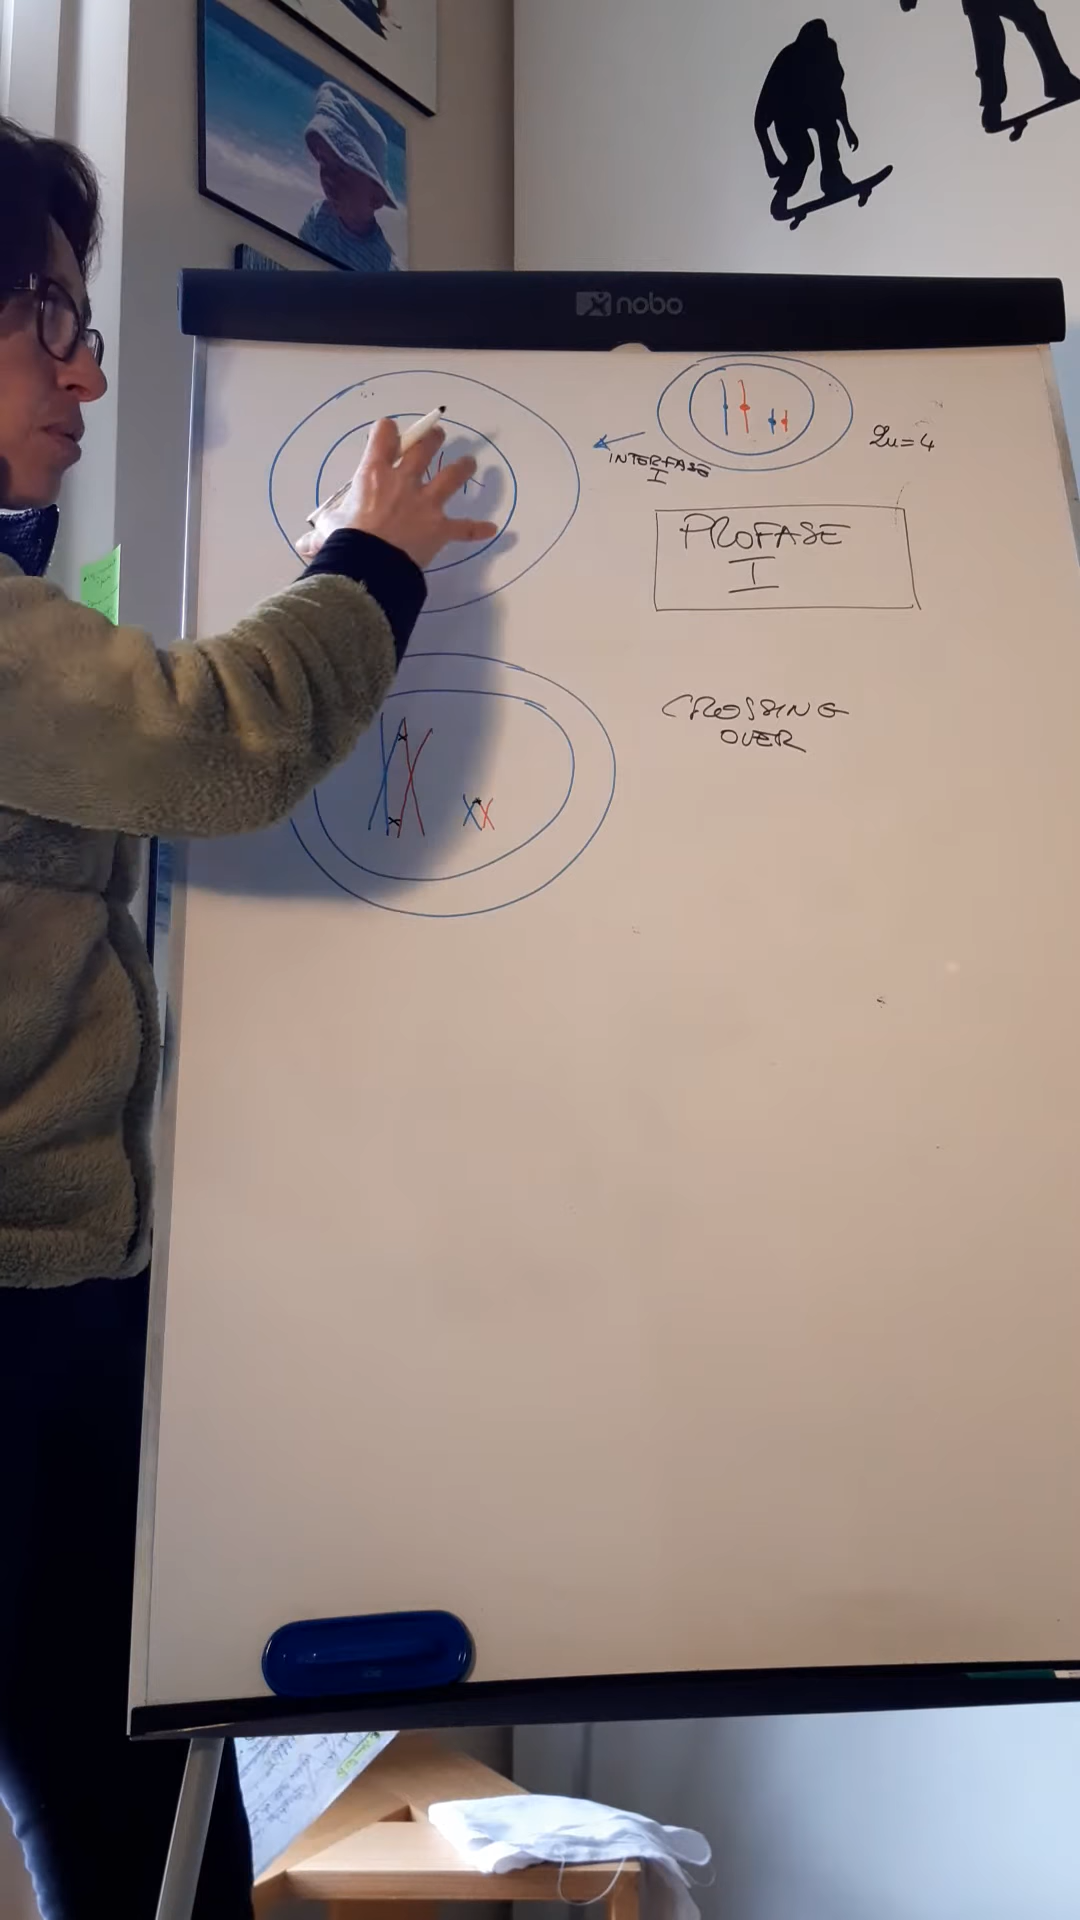 nobo
2n=4
INTERFASE
I
PROFASE
I
CROSSING
OVER